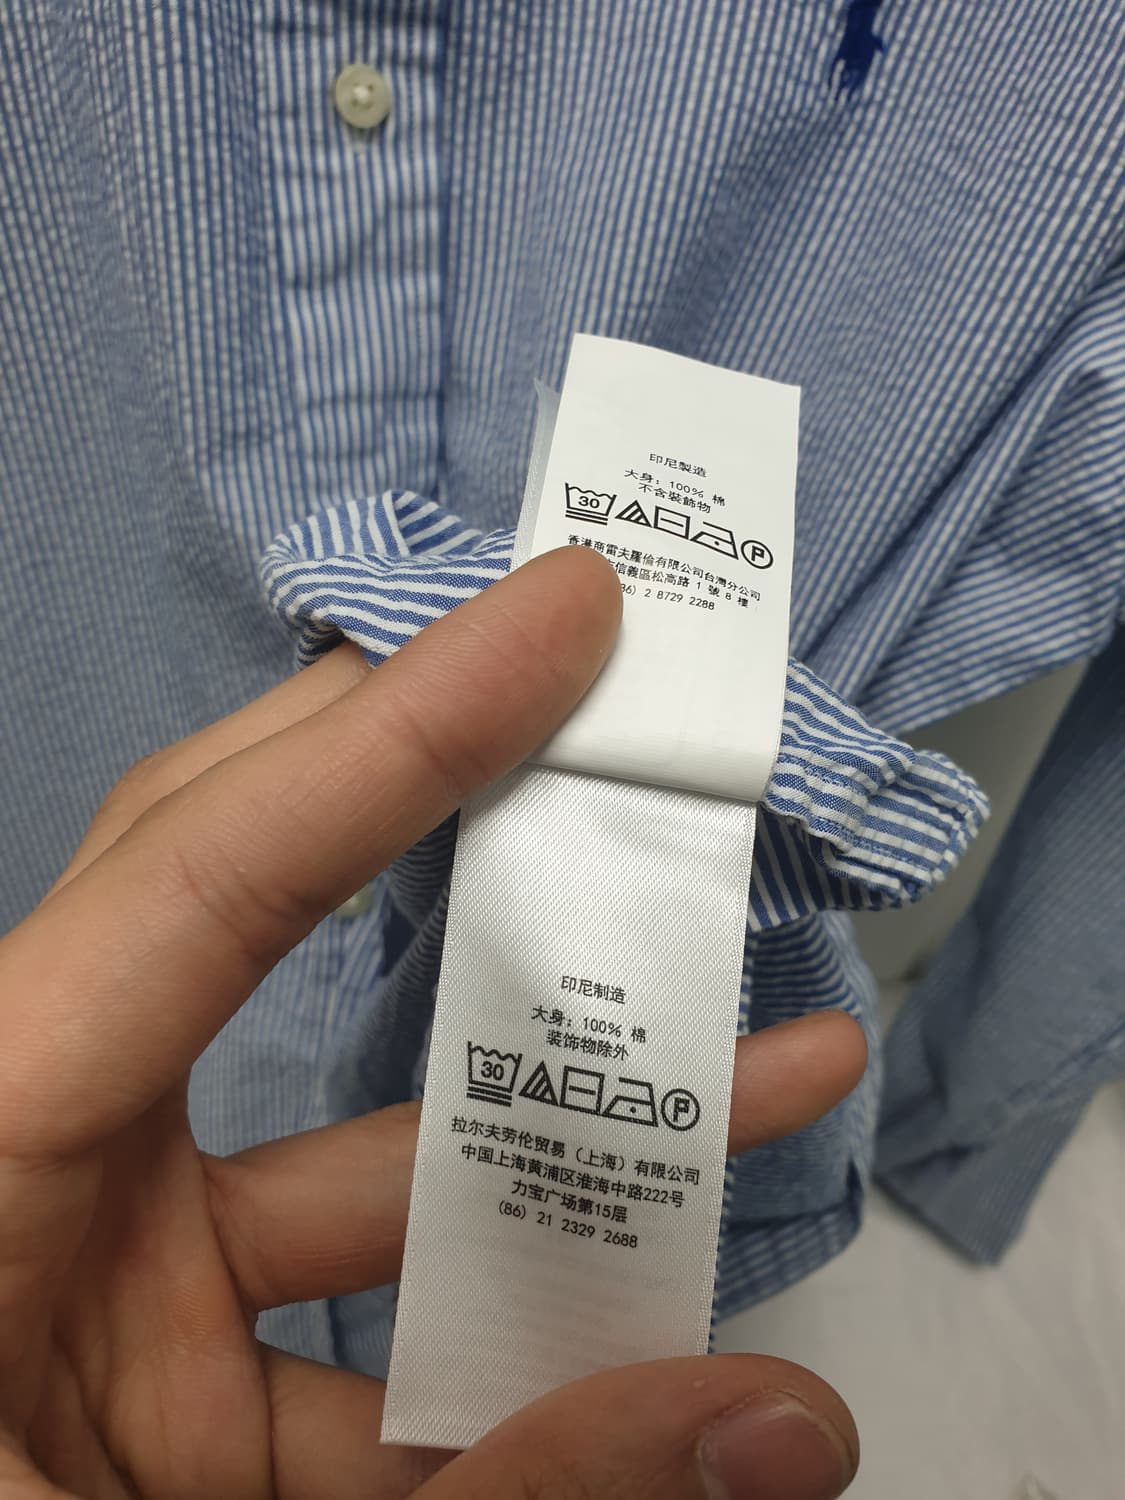 印尼製造
大身: 100% 棉
不含裝飾物
30
P
香港商雷夫羅倫有限公司台灣分公司
信義區松高路 1 號 8 樓
86) 2 8729 2288
印尼制造
大身: 100% 棉
装饰物除外
30
P
拉尔夫劳伦贸易（上海）有限公司
中国上海黄浦区淮海中路222号
力宝广场第15层
(86) 21 2329 2688